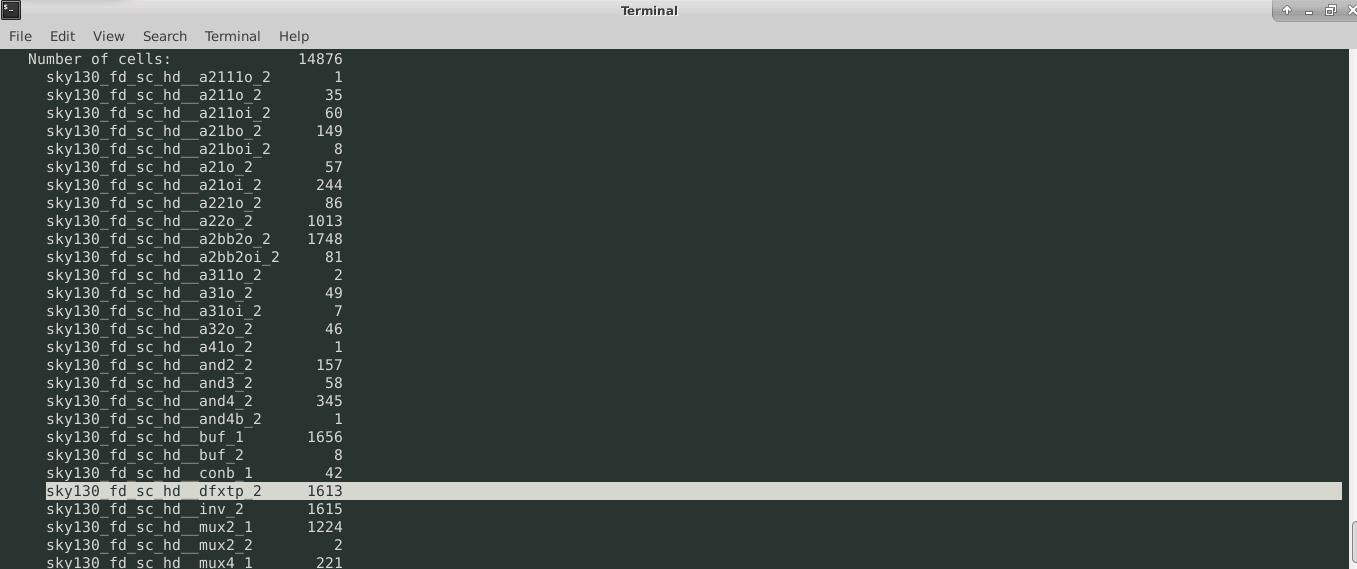 Terminal
File Edit View Search Terminal Help
Number of cells: 14876
sky130_fd_sc_hd__a2111o_2 1
sky130_fd_sc_hd__a211o_2 35
sky130_fd_sc_hd__a211oi_2 60
sky130_fd_sc_hd__a21bo_2 149
sky130_fd_sc_hd__a21boi_2 8
sky130_fd_sc_hd__a21o_2 57
sky130_fd_sc_hd__a21oi_2 244
sky130_fd_sc_hd__a221o_2 86
sky130_fd_sc_hd__a22o_2 1013
sky130_fd_sc_hd__a2bb2o_2 1748
sky130_fd_sc_hd__a2bb2oi_2 81
sky130_fd_sc_hd__a311o_2 2
sky130_fd_sc_hd__a31o_2 49
sky130_fd_sc_hd__a31oi_2 7
sky130_fd_sc_hd__a32o_2 46
sky130_fd_sc_hd__a41o_2 1
sky130_fd_sc_hd__and2_2 157
sky130_fd_sc_hd__and3_2 58
sky130_fd_sc_hd__and4_2 345
sky130_fd_sc_hd__and4b_2 1
sky130_fd_sc_hd__buf_1 1656
sky130_fd_sc_hd__buf_2 8
sky130_fd_sc_hd__conb_1 42
sky130_fd_sc_hd__dfxtp_2 1613
sky130_fd_sc_hd__inv_2 1615
sky130_fd_sc_hd__mux2_1 1224
sky130_fd_sc_hd__mux2_2 2
sky130_fd_sc_hd__mux4_1 221